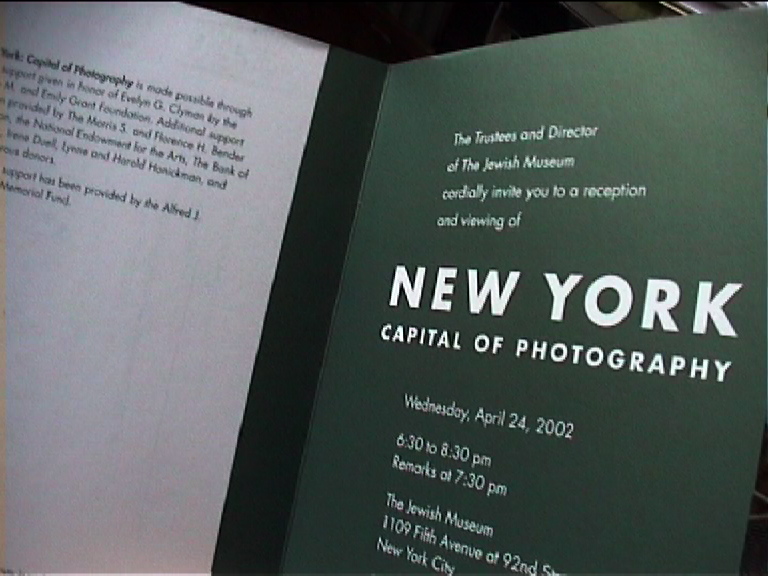 York: Capital of Photography is made possible through
support given in honor of Evelyn G. Clyman by the
M. and Emily Grant Foundation. Additional support
provided by The Morris S. and Florence H. Bender
the National Endowment for the Arts, The Bank of
Irene Duell, Lynne and Harold Honickman, and
donors.
support has been provided by the Alfred J.
Memorial Fund.
The Trustees and Director
of The Jewish Museum
cordially invite you to a reception
and viewing of
NEW YORK
CAPITAL OF PHOTOGRAPHY
Wednesday, April 24, 2002
6:30 to 8:30 pm
Remarks at 7:30 pm
The Jewish Museum
1109 Fifth Avenue at 92nd
New York City